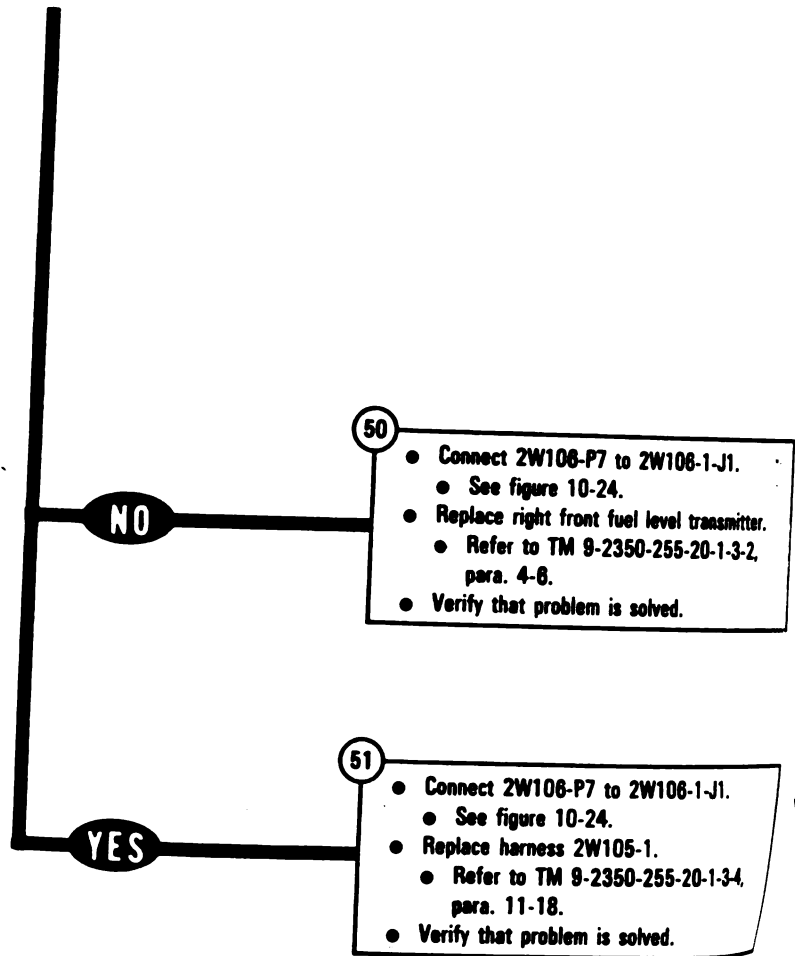 50
● Connect 2W106-P7 to 2W106-1-J1.
● See figure 10-24.
● Replace right front fuel level transmitter.
● Refer to TM 9-2350-255-20-1-3-2,
para. 4-6.
● Verify that problem is solved.
NO
51
● Connect 2W106-P7 to 2W106-1-J1.
● See figure 10-24.
● Replace harness 2W105-1.
● Refer to TM 9-2350-255-20-1-3-4,
para. 11-18.
● Verify that problem is solved.
YES